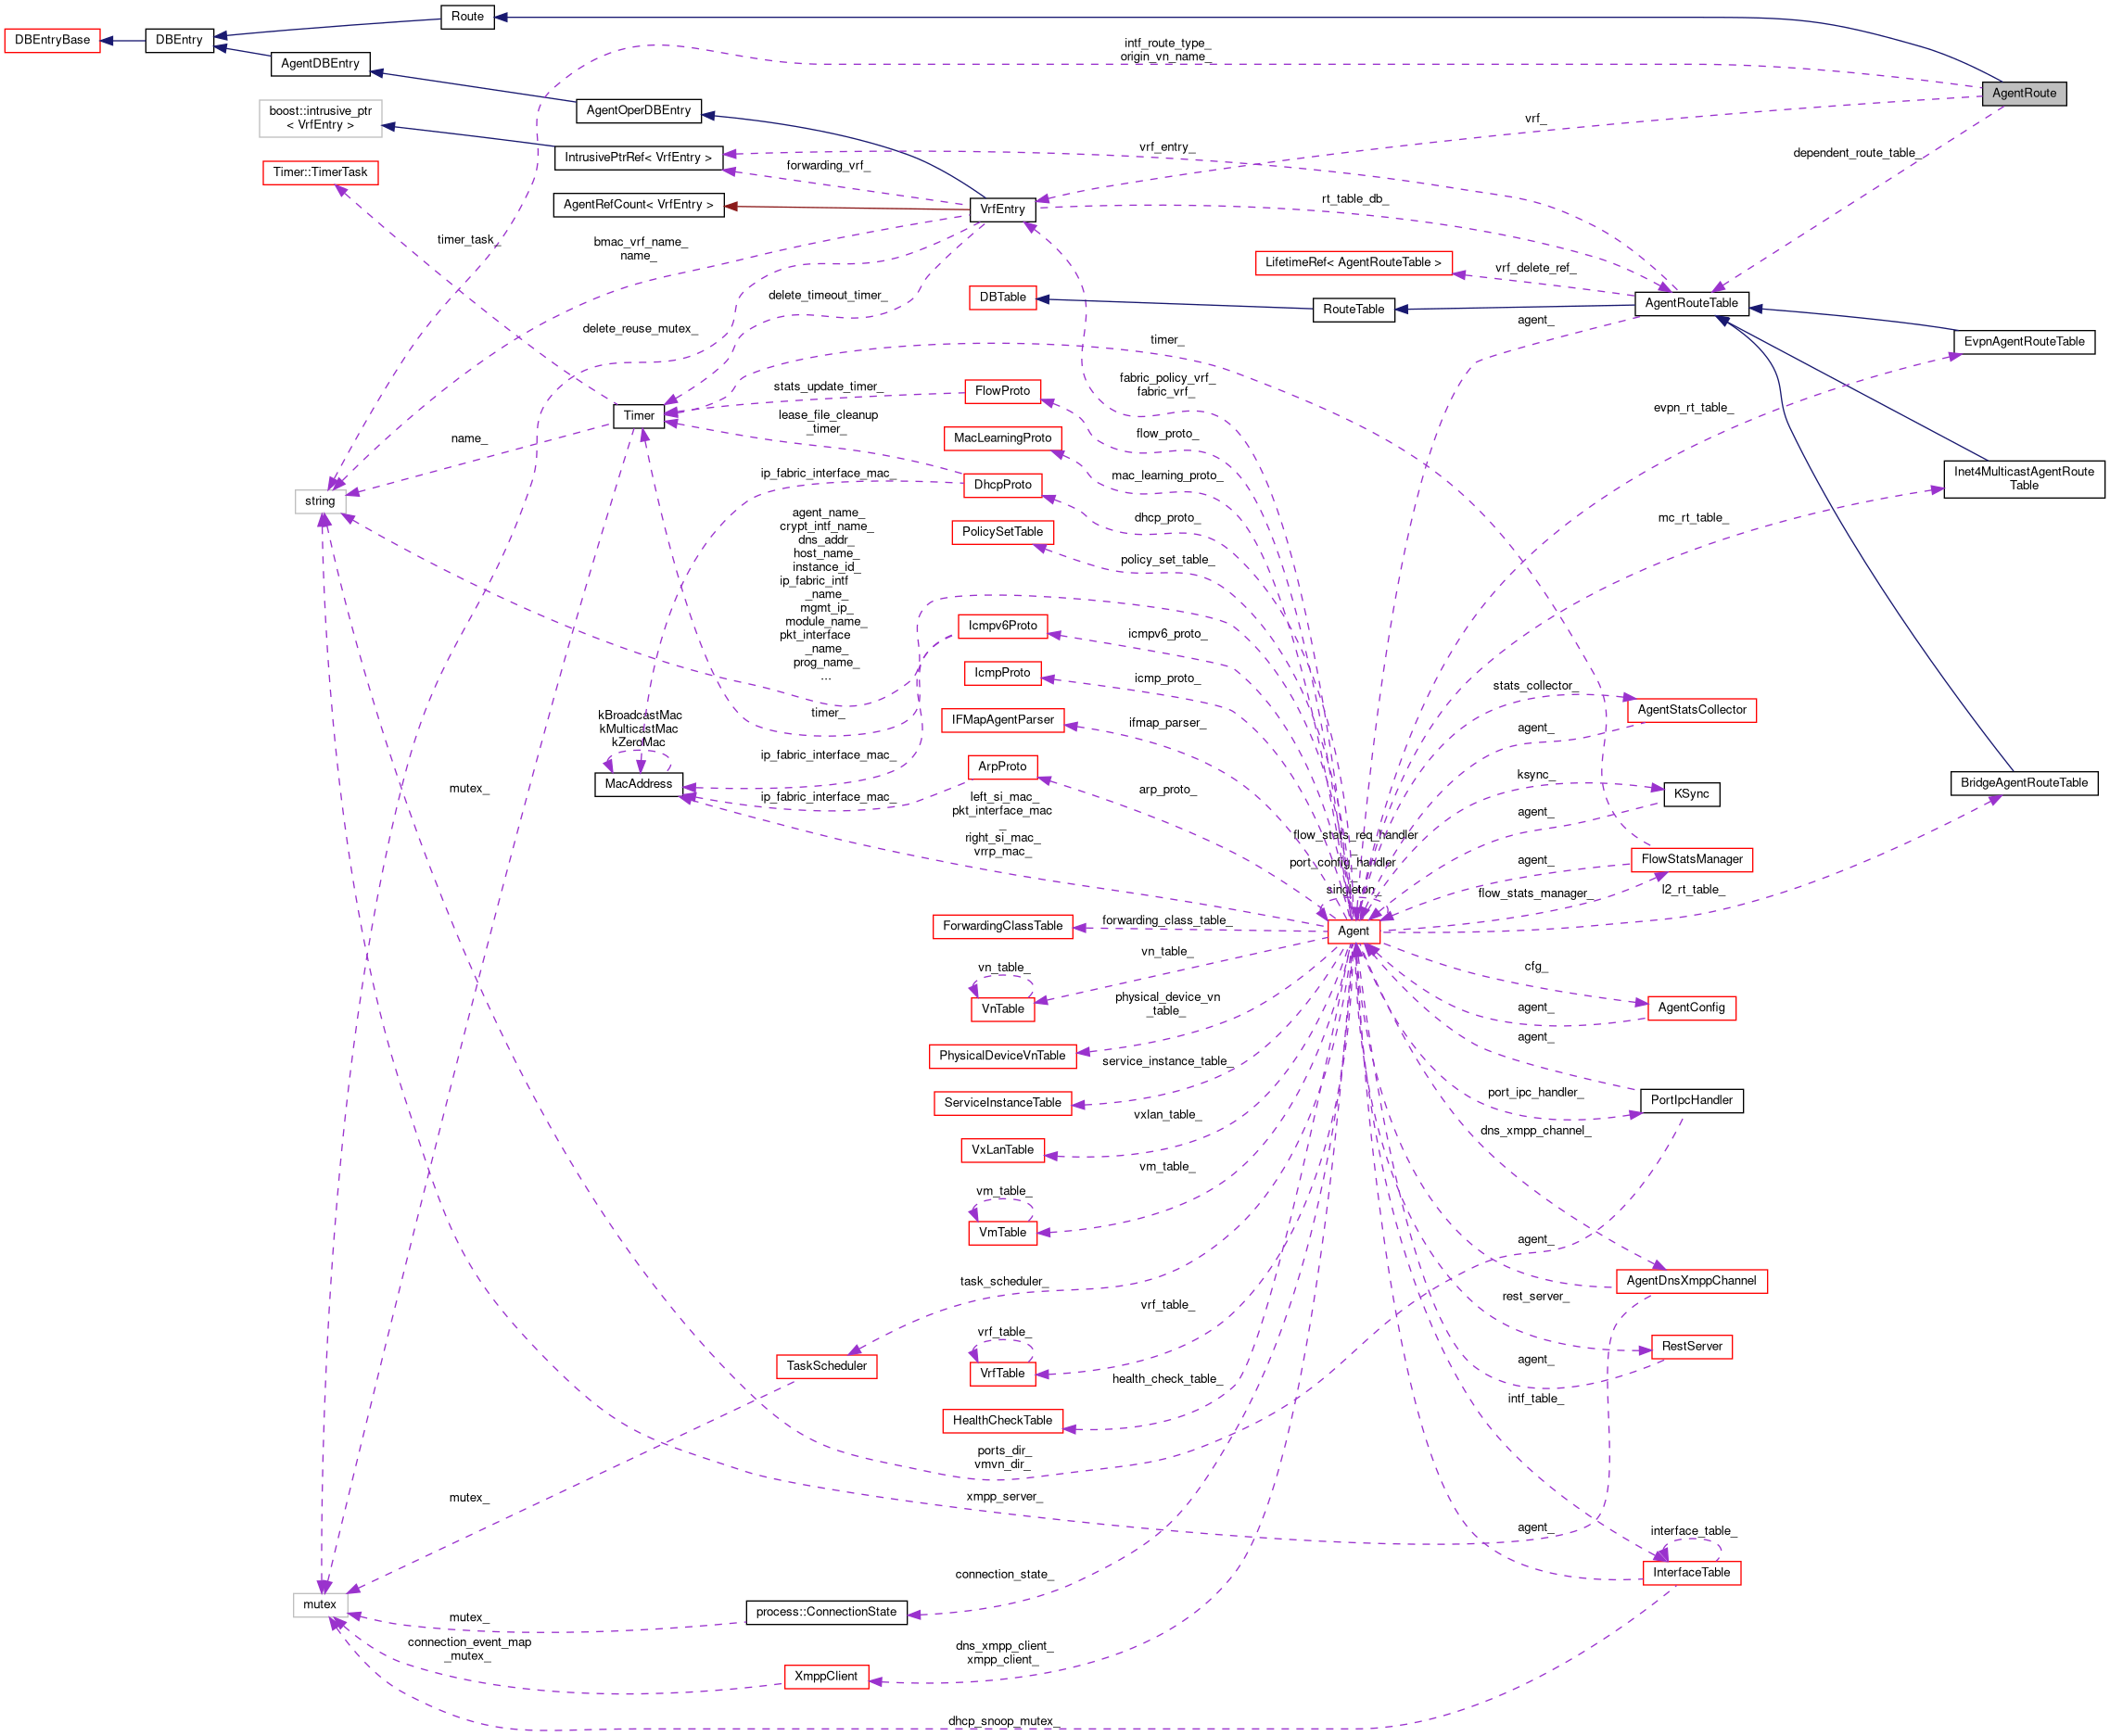 Route
DBEntryBase
DBEntry
AgentDBEntry
intf_route_type_
origin_vn_name_
AgentRoute
boost::intrusive_ptr
< VrfEntry >
AgentOperDBEntry
vrf_
IntrusivePtrRef< VrfEntry >
vrf_entry_
dependent_route_table_
Timer::TimerTask
forwarding_vrf_
AgentRefCount< VrfEntry >
VrfEntry
rt_table_db_
timer_task_
bmac_vrf_name_
name_
LifetimeRef< AgentRouteTable >
vrf_delete_ref_
delete_timeout_timer_
DBTable
RouteTable
AgentRouteTable
delete_reuse_mutex_
agent_
timer_
EvpnAgentRouteTable
fabric_policy_vrf_
fabric_vrf_
stats_update_timer_
FlowProto
evpn_rt_table_
Timer
lease_file_cleanup
_timer_
name_
flow_proto_
MacLearningProto
ip_fabric_interface_mac_
mac_learning_proto_
Inet4MulticastAgentRoute
Table
DhcpProto
string
agent_name_
crypt_intf_name_
dns_addr_
host_name_
instance_id_
ip_fabric_intf
_name_
mgmt_ip_
module_name_
pkt_interface
_name_
prog_name_
...
dhcp_proto_
mc_rt_table_
PolicySetTable
policy_set_table_
Icmpv6Proto
icmpv6_proto_
IcmpProto
icmp_proto_
stats_collector_
AgentStatsCollector
kBroadcastMac
kMulticastMac
kZeroMac
timer_
IFMapAgentParser
ifmap_parser_
agent_
ip_fabric_interface_mac_
ArpProto
MacAddress
ksync_
KSync
BridgeAgentRouteTable
mutex_
ip_fabric_interface_mac_
arp_proto_
left_si_mac_
pkt_interface_mac
_
right_si_mac_
vrrp_mac_
agent_
flow_stats_req_handler
_
port_config_handler
_
singleton_
agent_
FlowStatsManager
flow_stats_manager_
l2_rt_table_
ForwardingClassTable
forwarding_class_table_
Agent
vn_table_
vn_table_
cfg_
VnTable
physical_device_vn
_table_
agent_
AgentConfig
agent_
PhysicalDeviceVnTable
service_instance_table_
ServiceInstanceTable
port_ipc_handler_
PortIpcHandler
vxlan_table_
dns_xmpp_channel_
VxLanTable
vm_table_
vm_table_
VmTable
agent_
task_scheduler_
AgentDnsXmppChannel
vrf_table_
rest_server_
vrf_table_
TaskScheduler
VrfTable
RestServer
agent_
health_check_table_
intf_table_
HealthCheckTable
ports_dir_
vmvn_dir_
mutex_
xmpp_server_
agent_
interface_table_
connection_state_
InterfaceTable
mutex
process::ConnectionState
mutex_
connection_event_map
_mutex_
dns_xmpp_client_
xmpp_client_
XmppClient
dhcp_snoop_mutex_